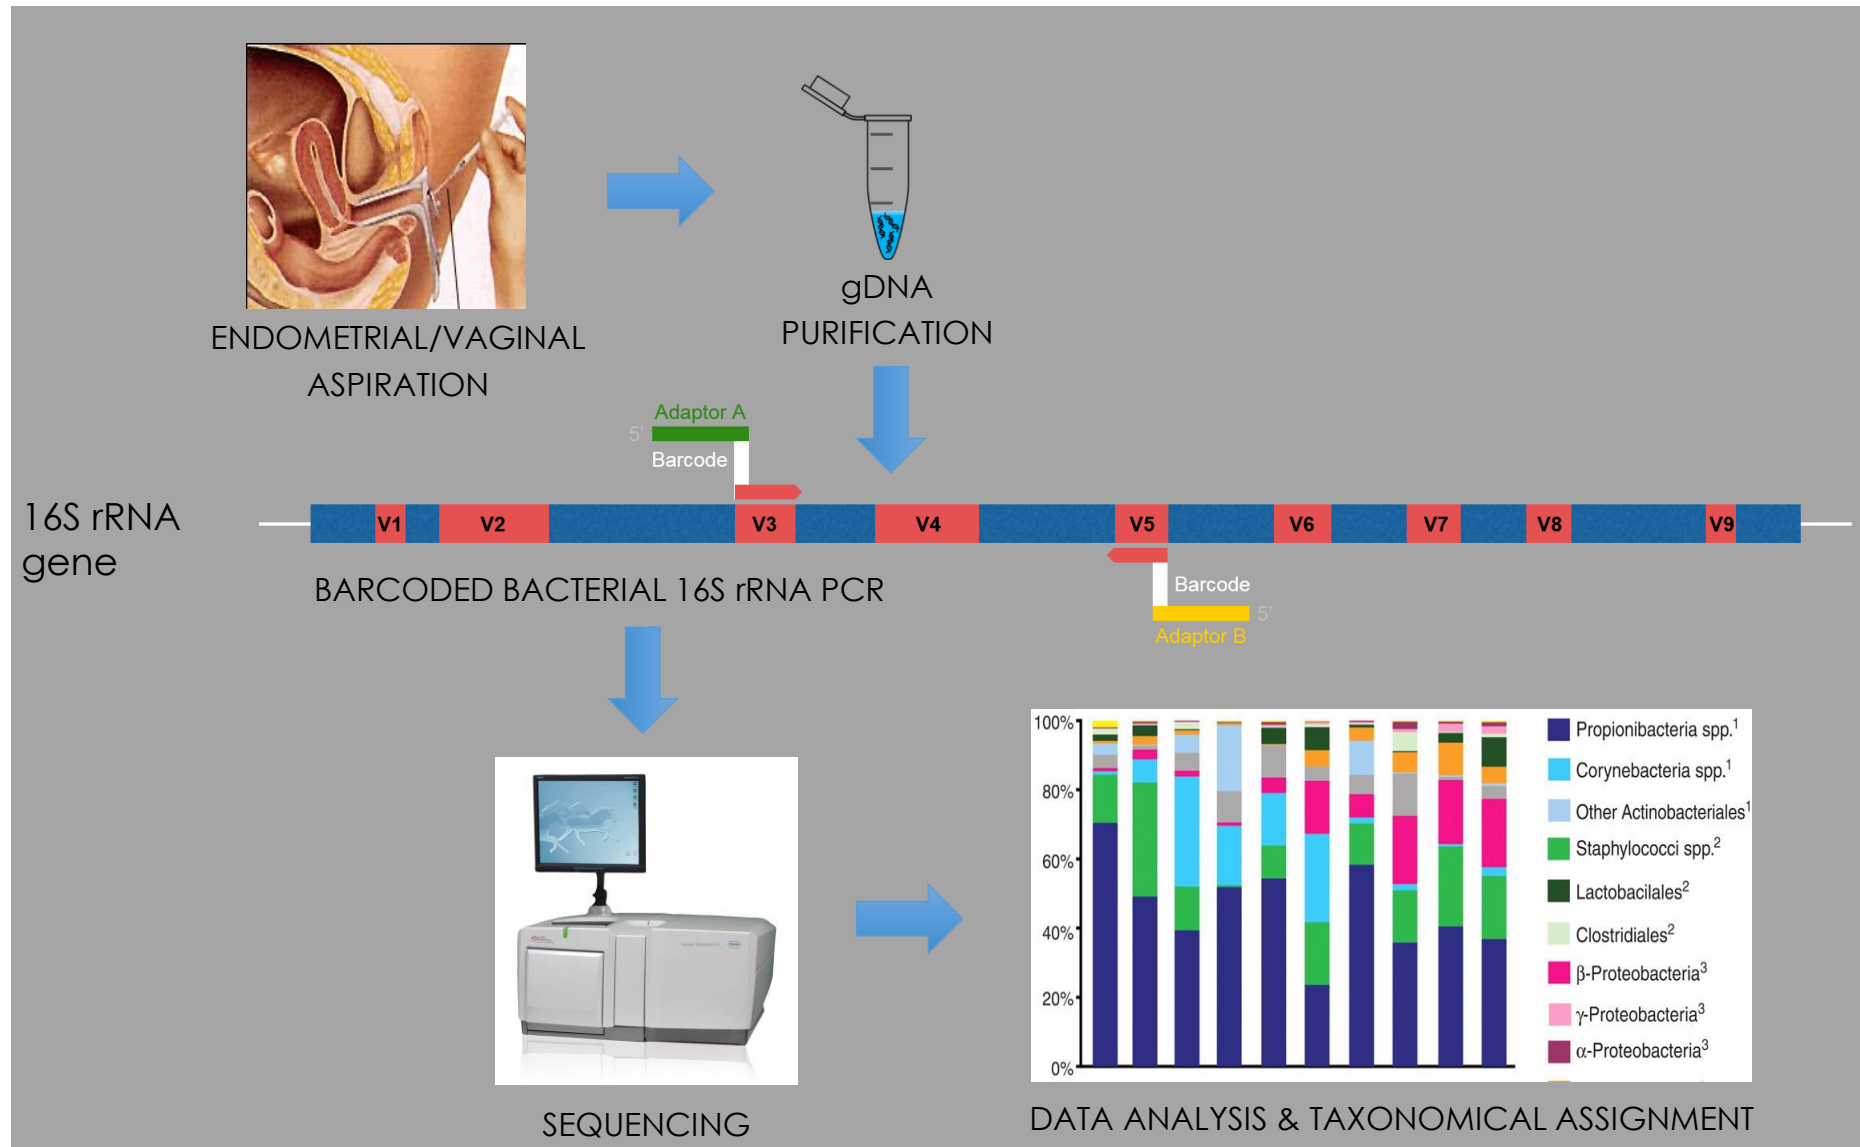 ENDOMETRIAL/VAGINAL
ASPIRATION
gDNA
PURIFICATION
Adaptor A
5'
Barcode
16S rRNA
gene
V1
V2
V3
V4
V5
V6
V7
V8
V9
BARCODED BACTERIAL 16S rRNA PCR
Barcode
5'
Adaptor B
SEQUENCING
100%
80%
60%
40%
20%
0%
Propionibacteria spp.¹
Corynebacteria spp.¹
Other Actinobacteriales¹
Staphylococci spp.²
Lactobacilales²
Clostridiales²
β-Proteobacteria³
γ-Proteobacteria³
α-Proteobacteria³
DATA ANALYSIS & TAXONOMICAL ASSIGNMENT